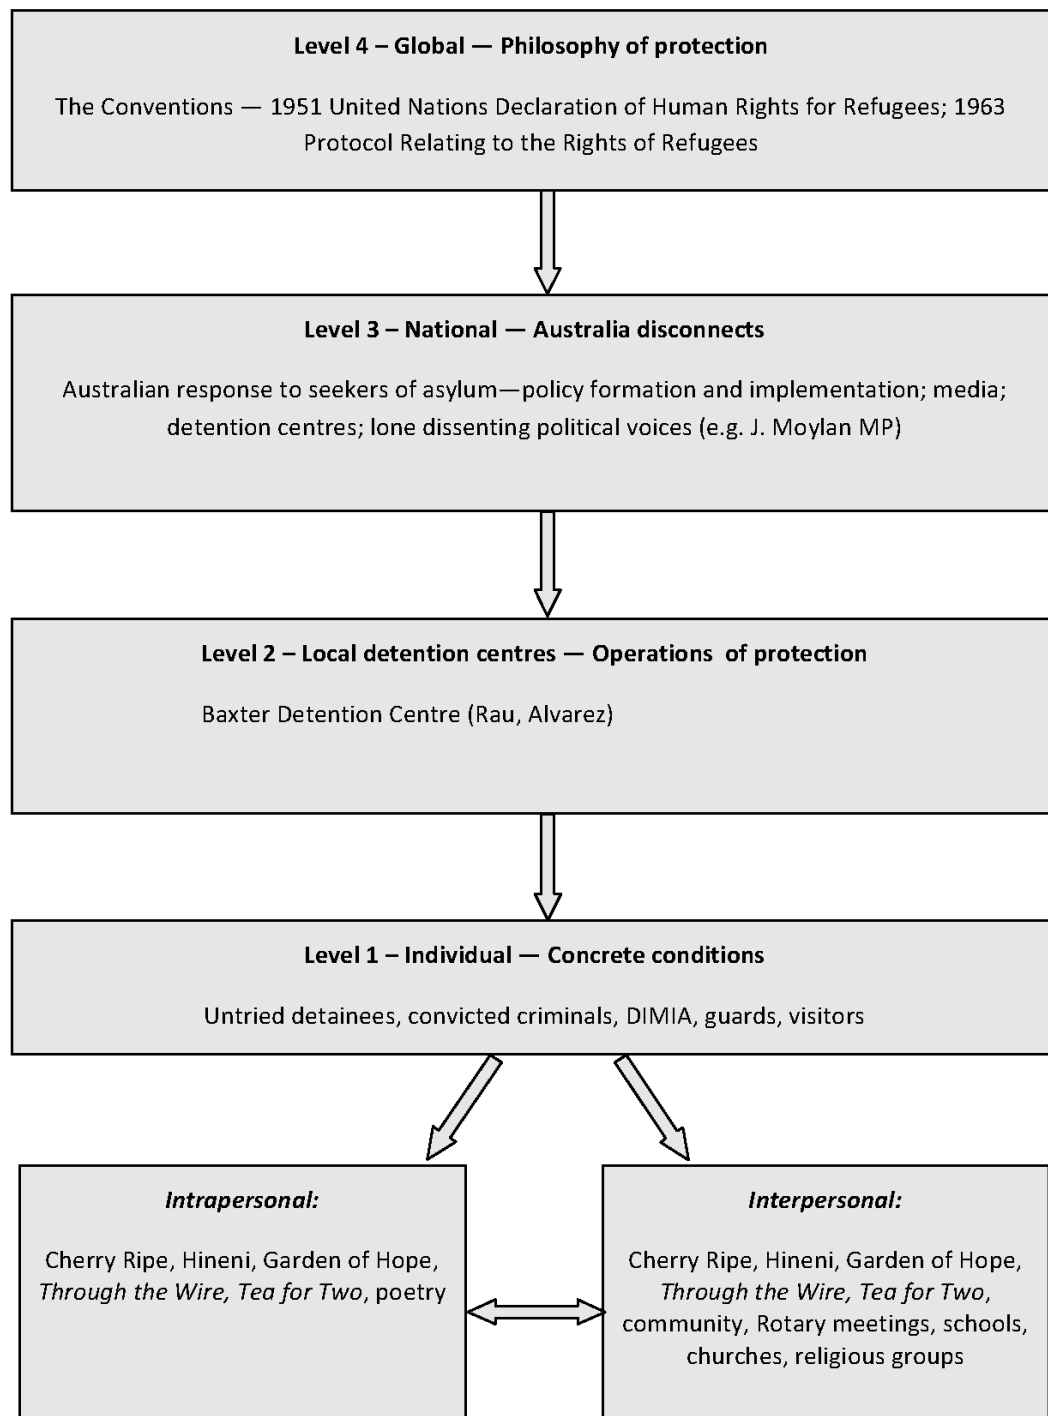 Level 4 – Global — Philosophy of protection
The Conventions — 1951 United Nations Declaration of Human Rights for Refugees; 1963
Protocol Relating to the Rights of Refugees
Level 3 – National — Australia disconnects
Australian response to seekers of asylum—policy formation and implementation; media;
detention centres; lone dissenting political voices (e.g. J. Moylan MP)
Level 2 – Local detention centres — Operations  of protection
Baxter Detention Centre (Rau, Alvarez)
Level 1 – Individual — Concrete conditions
Untried detainees, convicted criminals, DIMIA, guards, visitors
Intrapersonal:
Cherry Ripe, Hineni, Garden of Hope,
Through the Wire, Tea for Two, poetry
Interpersonal:
Cherry Ripe, Hineni, Garden of Hope,
Through the Wire, Tea for Two,
community, Rotary meetings, schools,
churches, religious groups